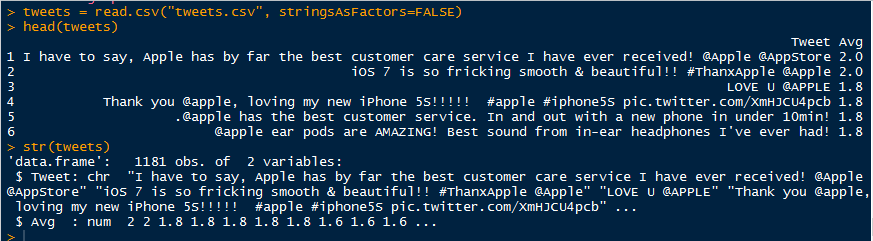 > tweets = read.csv("tweets.csv", stringsAsFactors=FALSE)
> head(tweets)
Tweet Avg
1 I have to say, Apple has by far the best customer care service I have ever received! @Apple @AppStore 2.0
2 iOS 7 is so fricking smooth & beautiful!! #ThanxApple @Apple 2.0
3 LOVE U @APPLE 1.8
4 Thank you @apple, loving my new iPhone 5S!!!!!  #apple #iphone5S pic.twitter.com/XmHJCU4pcb 1.8
5 .@apple has the best customer service. In and out with a new phone in under 10min! 1.8
6 @apple ear pods are AMAZING! Best sound from in-ear headphones I've ever had! 1.8
> str(tweets)
'data.frame':   1181 obs. of  2 variables:
 $ Tweet: chr  "I have to say, Apple has by far the best customer care service I have ever received! @Apple
@AppStore" "iOS 7 is so fricking smooth & beautiful!! #ThanxApple @Apple" "LOVE U @APPLE" "Thank you @apple,
 loving my new iPhone 5S!!!!!  #apple #iphone5S pic.twitter.com/XmHJCU4pcb" ...
 $ Avg  : num  2 2 1.8 1.8 1.8 1.8 1.8 1.6 1.6 1.6 ...
>